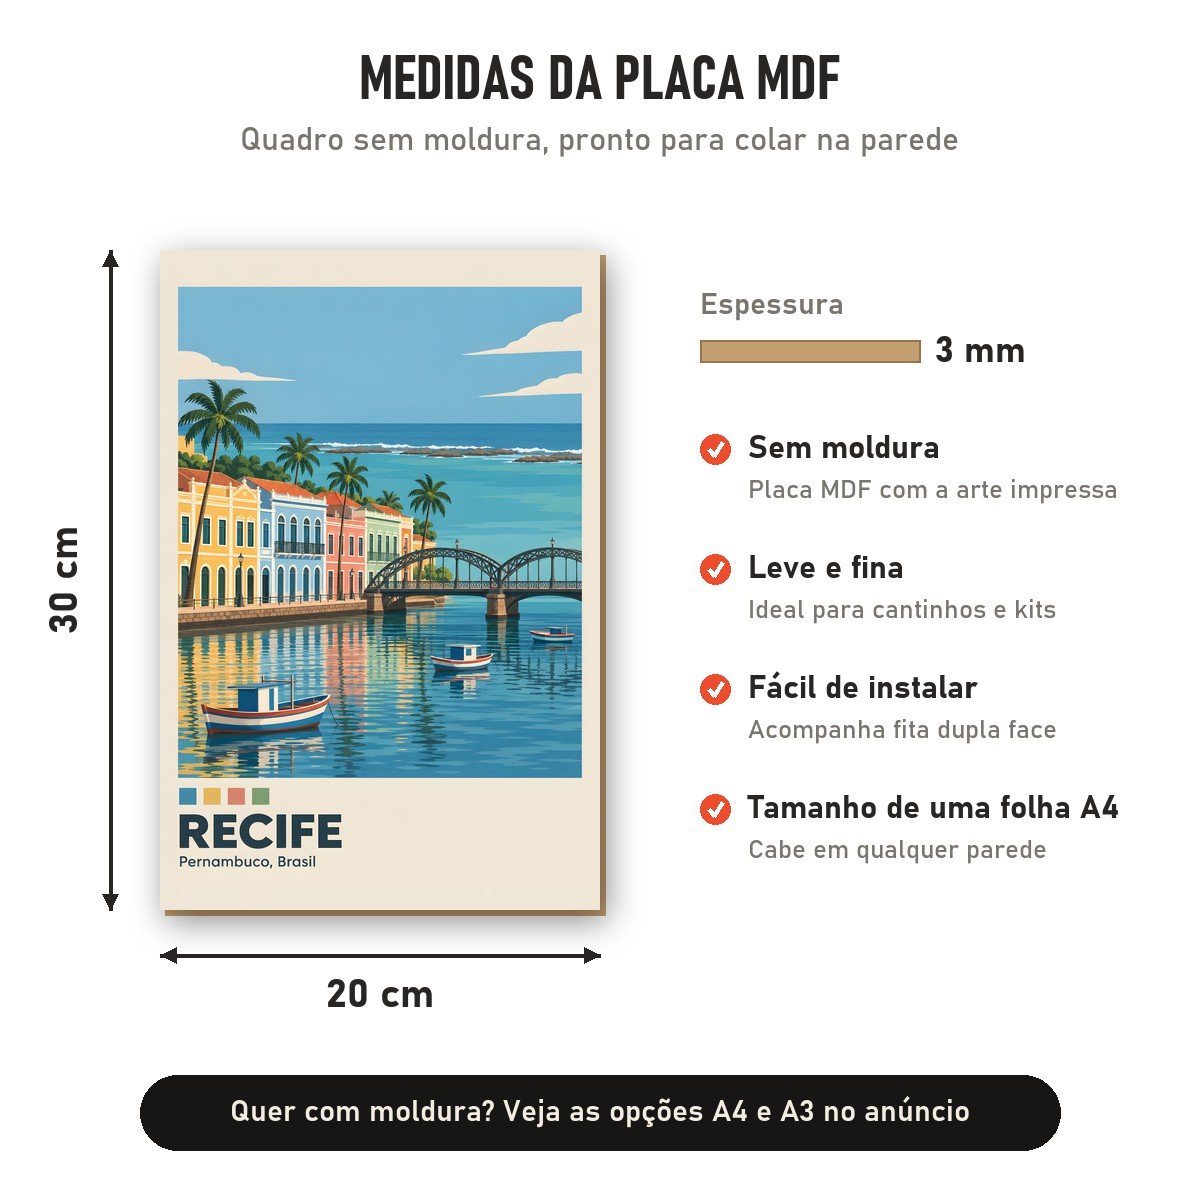 MEDIDAS DA PLACA MDF
Quadro sem moldura, pronto para colar na parede
30 cm
RECIFE
Pernambuco, Brasil
20 cm
Espessura
3 mm
Sem moldura
Placa MDF com a arte impressa
Leve e fina
Ideal para cantinhos e kits
Fácil de instalar
Acompanha fita dupla face
Tamanho de uma folha A4
Cabe em qualquer parede
Quer com moldura? Veja as opções A4 e A3 no anúncio